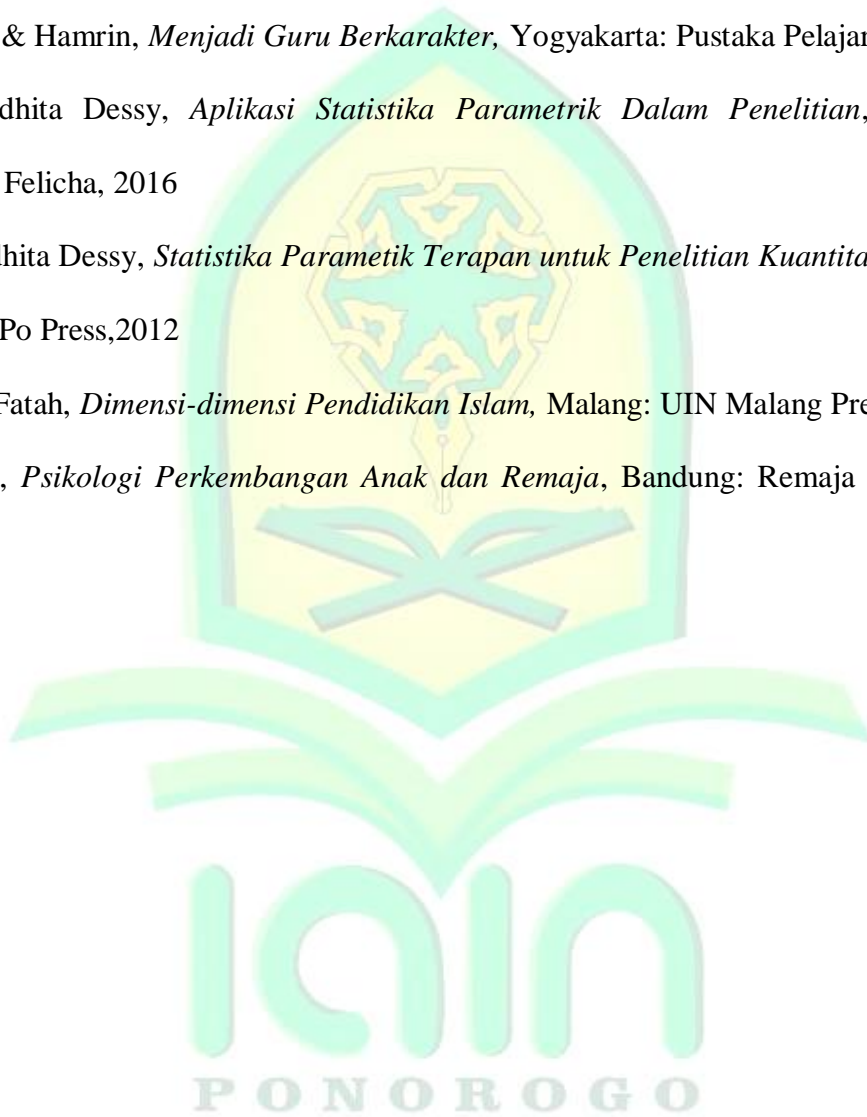 & Hamrin, Menjadi Guru Berkarakter, Yogyakarta: Pustaka Pelajar
dhita Dessy, Aplikasi Statistika Parametrik Dalam Penelitian,
Felicha, 2016
dhita Dessy, Statistika Parametik Terapan untuk Penelitian Kuantita
Po Press,2012
Fatah, Dimensi-dimensi Pendidikan Islam, Malang: UIN Malang Pre
, Psikologi Perkembangan Anak dan Remaja, Bandung: Remaja
IAIN
PONOROGO